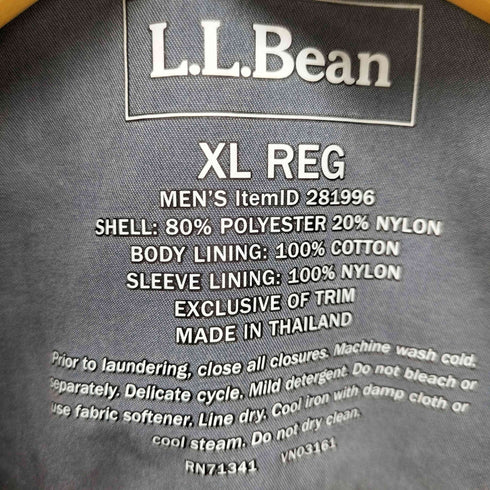 L.L.Bean
XL REG
MEN'S ItemID 281996
SHELL: 80% POLYESTER 20% NYLON
BODY LINING: 100% COTTON
SLEEVE LINING: 100% NYLON
EXCLUSIVE OF TRIM
MADE IN THAILAND
Prior to laundering, close all closures. Machine wash cold.
separately. Delicate cycle. Mild detergent. Do not bleach or
use fabric softener. Line dry. Cool iron with damp cloth or
cool steam. Do not dry clean.
RN71341 VN03161